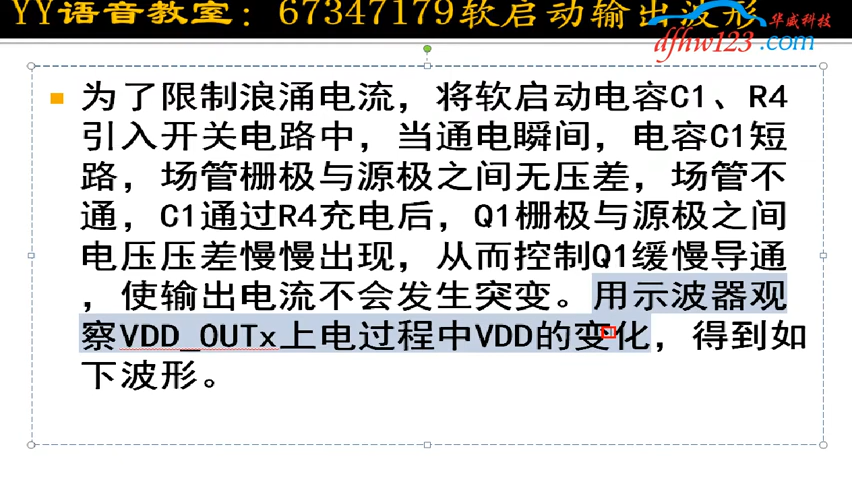 YY语音教室：67347179软启动输出波形
华威科技
dfhw123.com
为了限制浪涌电流，将软启动电容C1、R4
引入开关电路中，当通电瞬间，电容C1短
路，场管栅极与源极之间无压差，场管不
通，C1通过R4充电后，Q1栅极与源极之间
电压压差慢慢出现，从而控制Q1缓慢导通
，使输出电流不会发生突变。用示波器观
察VDD_OUTx上电过程中VDD的变化，得到如
下波形。